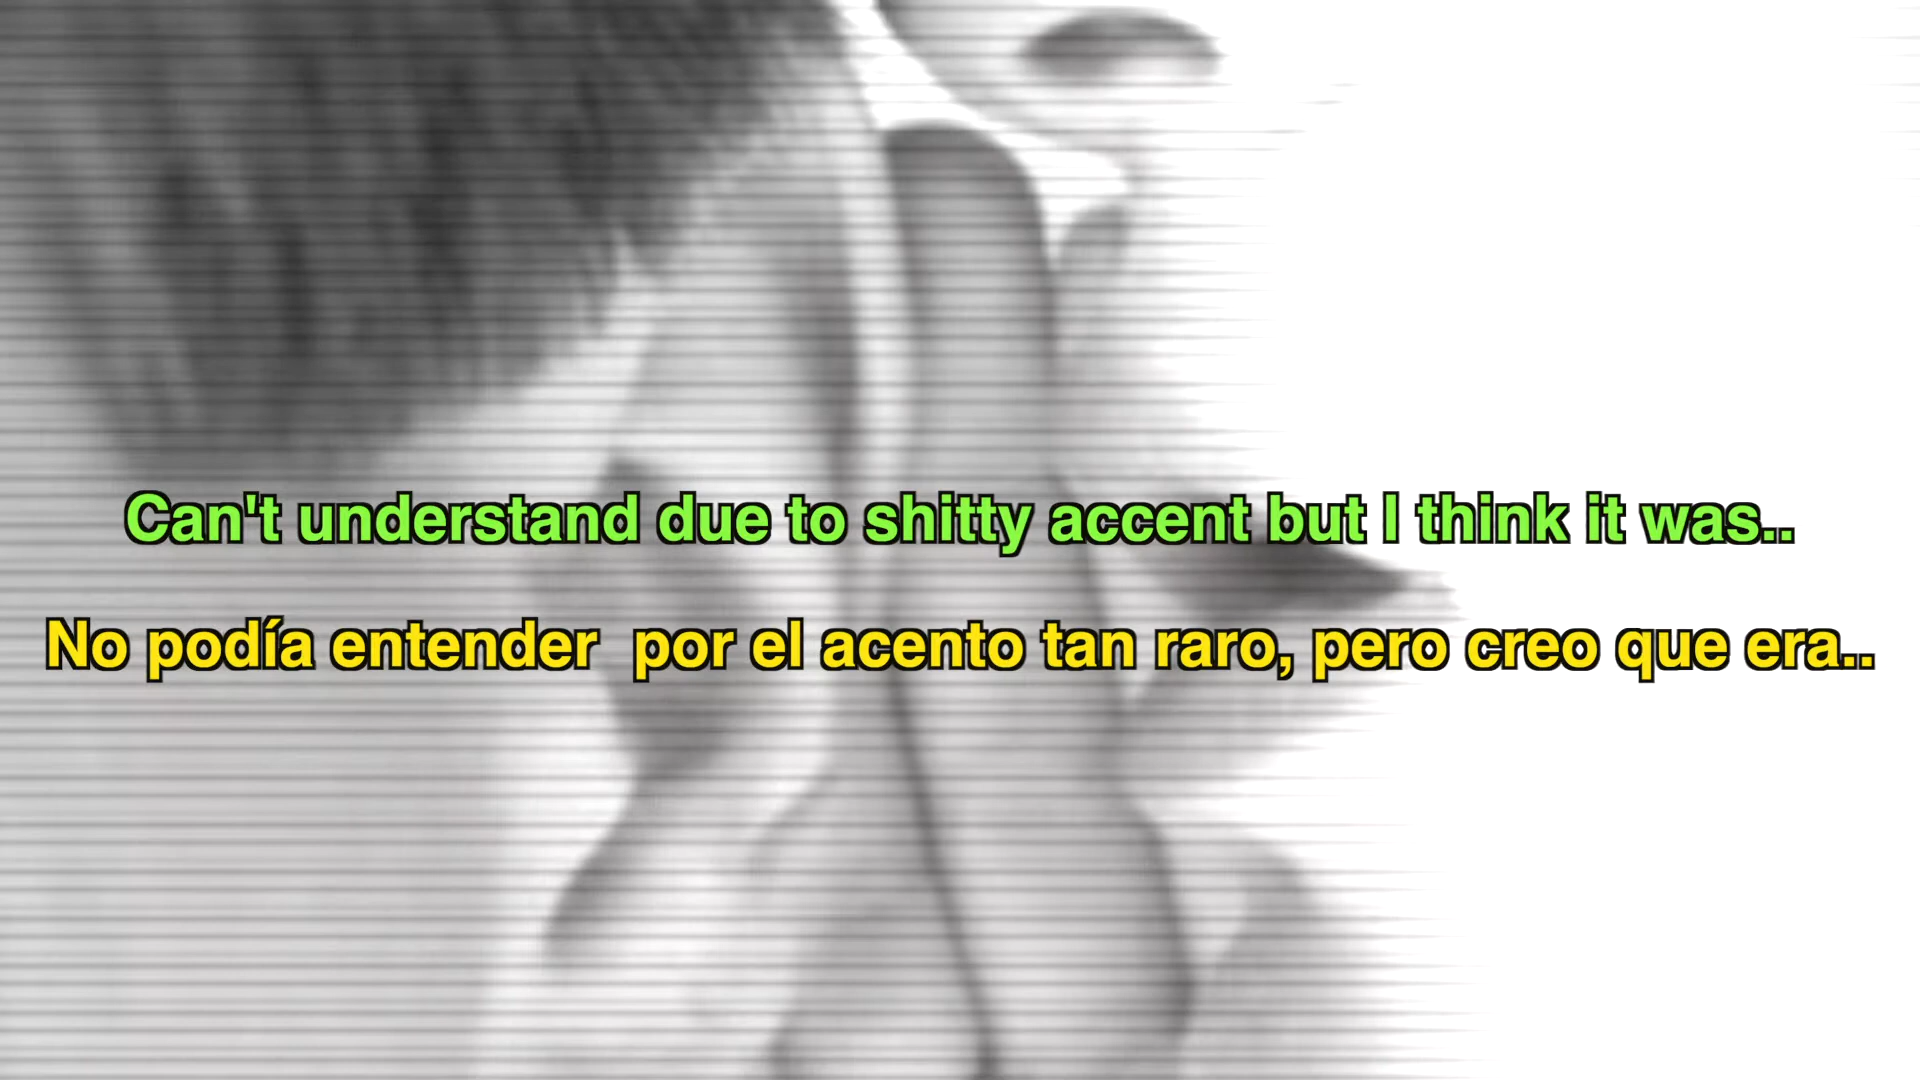 Can't understand due to shitty accent but I think it was..
No podía entender  por el acento tan raro, pero creo que era..